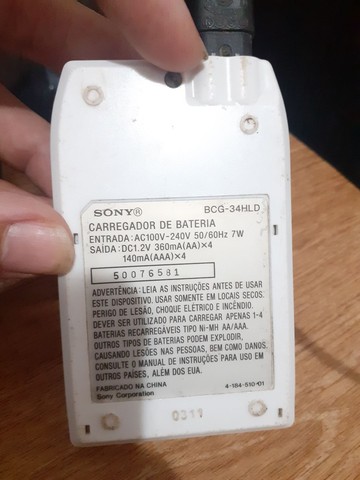 SONY® BCG-34HLD
CARREGADOR DE BATERIA
ENTRADA:AC100V-240V 50/60Hz 7W
SAÍDA:DC1.2V 360mA(AA)×4
140mA(AAA)×4
50076581
ADVERTÊNCIA: LEIA AS INSTRUÇÕES ANTES DE USAR
ESTE DISPOSITIVO. USAR SOMENTE EM LOCAIS SECOS.
PERIGO DE LESÃO, CHOQUE ELÉTRICO E INCÊNDIO.
DEVER SER UTILIZADO PARA CARREGAR APENAS 1-4
BATERIAS RECARREGÁVEIS TIPO Ni-MH AA/AAA.
OUTROS TIPOS DE BATERIAS PODEM EXPLODIR,
CAUSANDO LESÕES NAS PESSOAS, BEM COMO DANOS.
CONSULTE O MANUAL DE INSTRUÇÕES PARA USO EM
OUTROS PAÍSES, ALÉM DOS EUA.
FABRICADO NA CHINA 4-184-510-01
Sony Corporation
0311